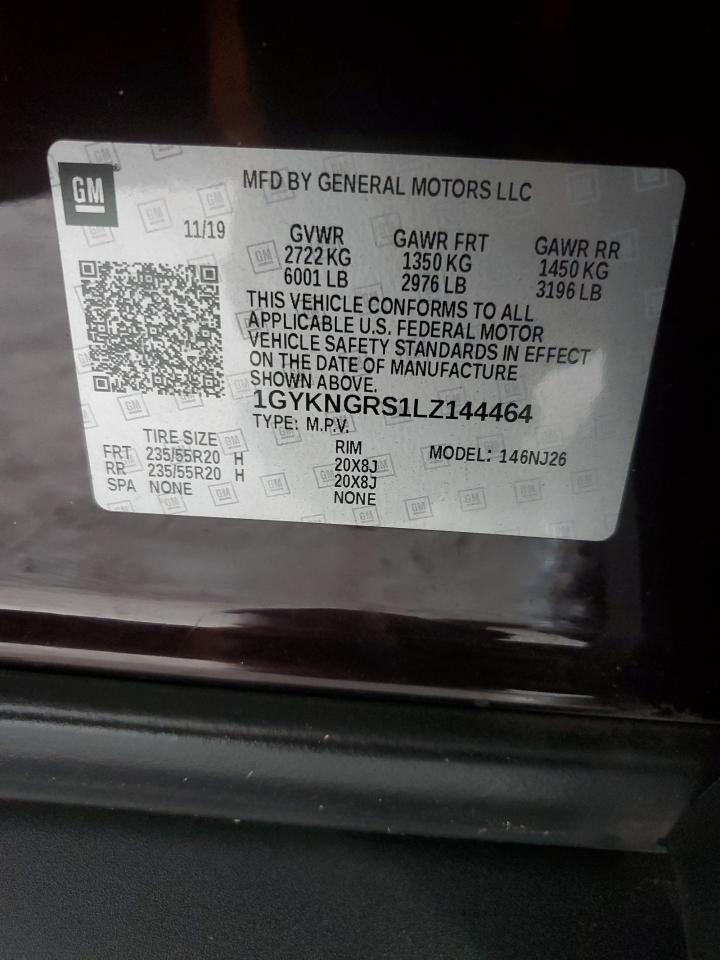 GM
MFD BY GENERAL MOTORS LLC
11/19
GVWR GAWR FRT GAWR RR
2722 KG 1350 KG 1450 KG
6001 LB 2976 LB 3196 LB
THIS VEHICLE CONFORMS TO ALL
APPLICABLE U.S. FEDERAL MOTOR
VEHICLE SAFETY STANDARDS IN EFFECT
ON THE DATE OF MANUFACTURE
SHOWN ABOVE.
1GYKNGRS1LZ144464
TYPE: M.P.V.
TIRE SIZE RIM MODEL: 146NJ26
FRT 235/55R20 H 20X8J
RR 235/55R20 H 20X8J
SPA NONE NONE